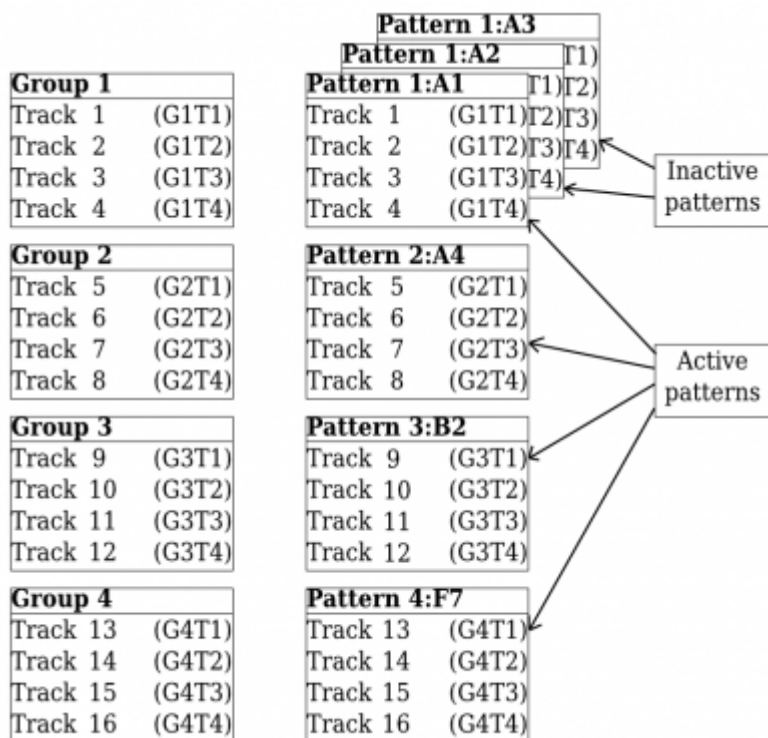 Pattern 1:A3
T1)
T2)
T3)
T4)
Pattern 1:A2
T1)
T2)
T3)
T4)
Group 1
Track 1 (G1T1)
Track 2 (G1T2)
Track 3 (G1T3)
Track 4 (G1T4)
Pattern 1:A1
Track 1 (G1T1)
Track 2 (G1T2)
Track 3 (G1T3)
Track 4 (G1T4)
Inactive
patterns
Group 2
Track 5 (G2T1)
Track 6 (G2T2)
Track 7 (G2T3)
Track 8 (G2T4)
Pattern 2:A4
Track 5 (G2T1)
Track 6 (G2T2)
Track 7 (G2T3)
Track 8 (G2T4)
Active
patterns
Group 3
Track 9 (G3T1)
Track 10 (G3T2)
Track 11 (G3T3)
Track 12 (G3T4)
Pattern 3:B2
Track 9 (G3T1)
Track 10 (G3T2)
Track 11 (G3T3)
Track 12 (G3T4)
Group 4
Track 13 (G4T1)
Track 14 (G4T2)
Track 15 (G4T3)
Track 16 (G4T4)
Pattern 4:F7
Track 13 (G4T1)
Track 14 (G4T2)
Track 15 (G4T3)
Track 16 (G4T4)